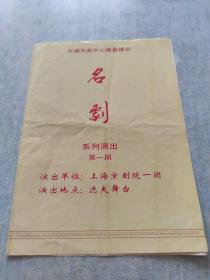 天蟾京剧中心隆重推出
名
劇
系列演出
第一期
演出单位：上海京剧院一团
演出地点：逸夫舞台